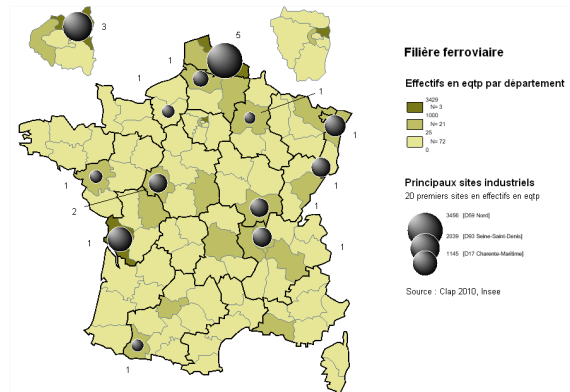 3
5
1
1
1
1
1
1
2
1
1
1
1
Filière ferroviaire
Effectifs en eqtp par département
3429
N= 3
1000
N= 21
25
N= 72
0
Principaux sites industriels
20 premiers sites en effectifs en eqtp
3456 [D59 Nord]
2039 [D93 Seine-Saint-Denis]
1145 [D17 Charente-Maritime]
Source : Clap 2010, Insee